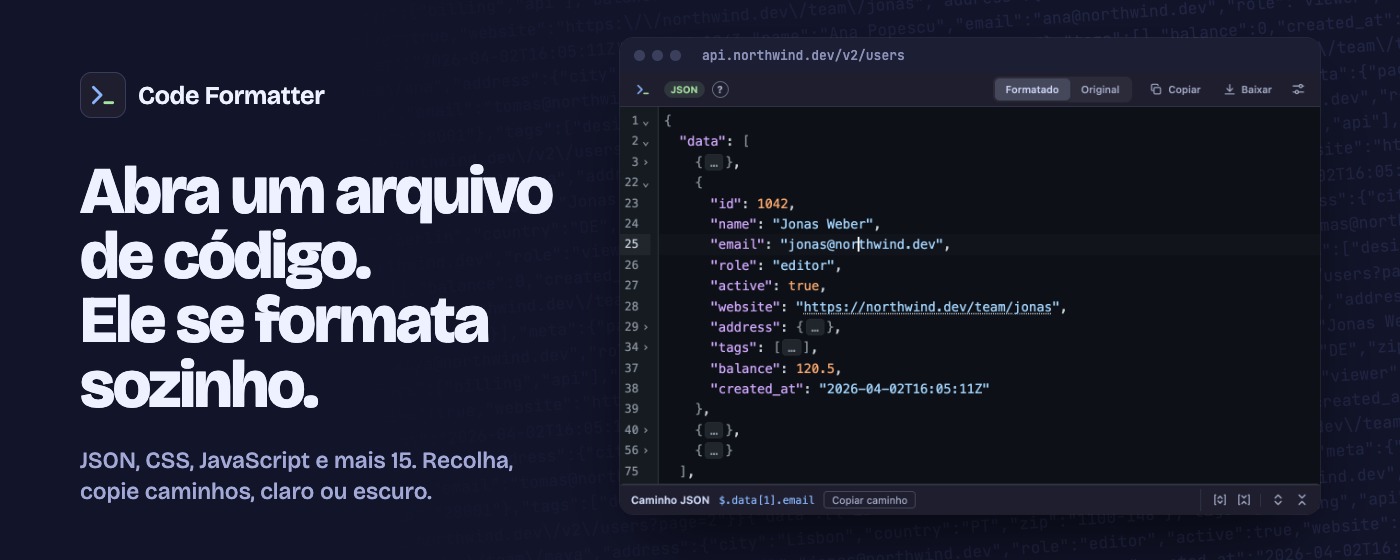 Code Formatter
Abra um arquivo
de código.
Ele se formata
sozinho.
JSON, CSS, JavaScript e mais 15. Recolha,
copie caminhos, claro ou escuro.
api.northwind.dev/v2/users
JSON ? Formatado Original Copiar Baixar
1 {
2 "data": [
3 { … },
22 {
23 "id": 1042,
24 "name": "Jonas Weber",
25 "email": "jonas@northwind.dev",
26 "role": "editor",
27 "active": true,
28 "website": "https://northwind.dev/team/jonas",
29 "address": { … },
34 "tags": [ … ],
37 "balance": 120.5,
38 "created_at": "2026-04-02T16:05:11Z"
39 },
40 { … },
56 { … }
75 ],
Caminho JSON $.data[1].email Copiar caminho